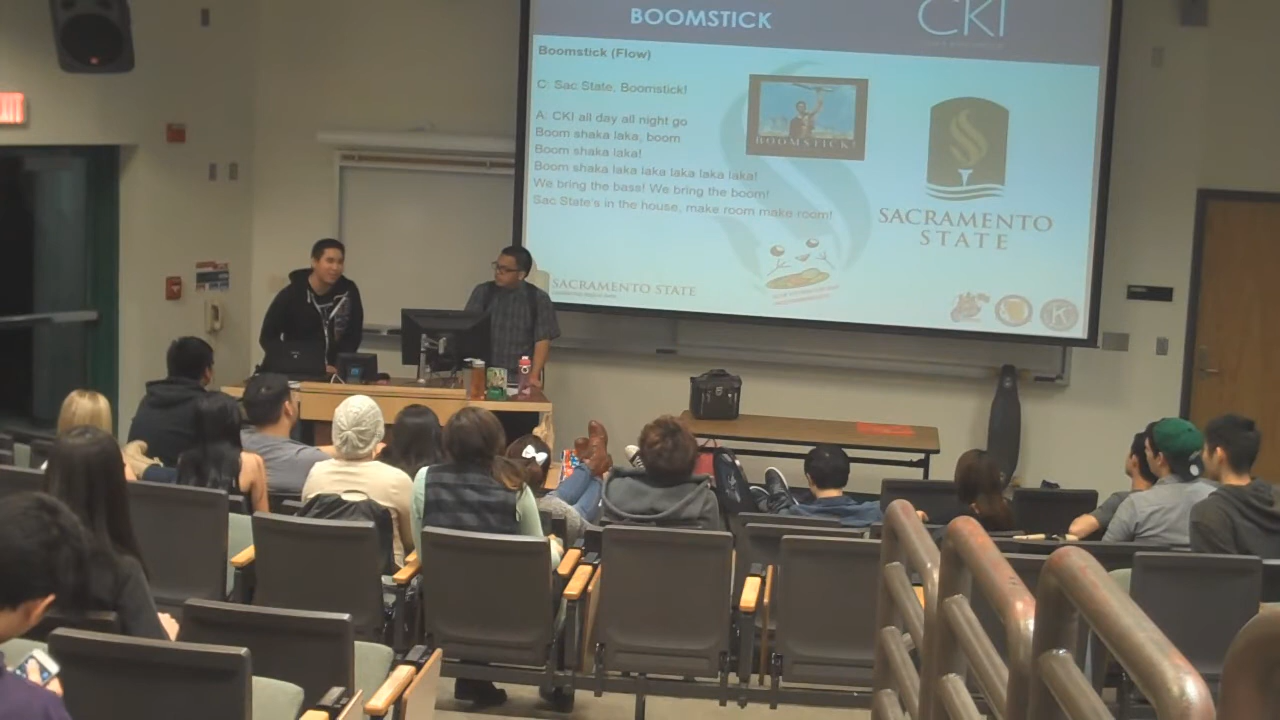 BOOMSTICK
CKI
Boomstick (Flow)
C: Sac State, Boomstick!
A: CKI all day all night go
Boom shaka laka, boom
Boom shaka laka!
Boom shaka laka laka laka laka laka!
We bring the bass! We bring the boom!
Sac State's in the house, make room make room!
BOOMSTICK!
SACRAMENTO
STATE
SACRAMENTO STATE
K